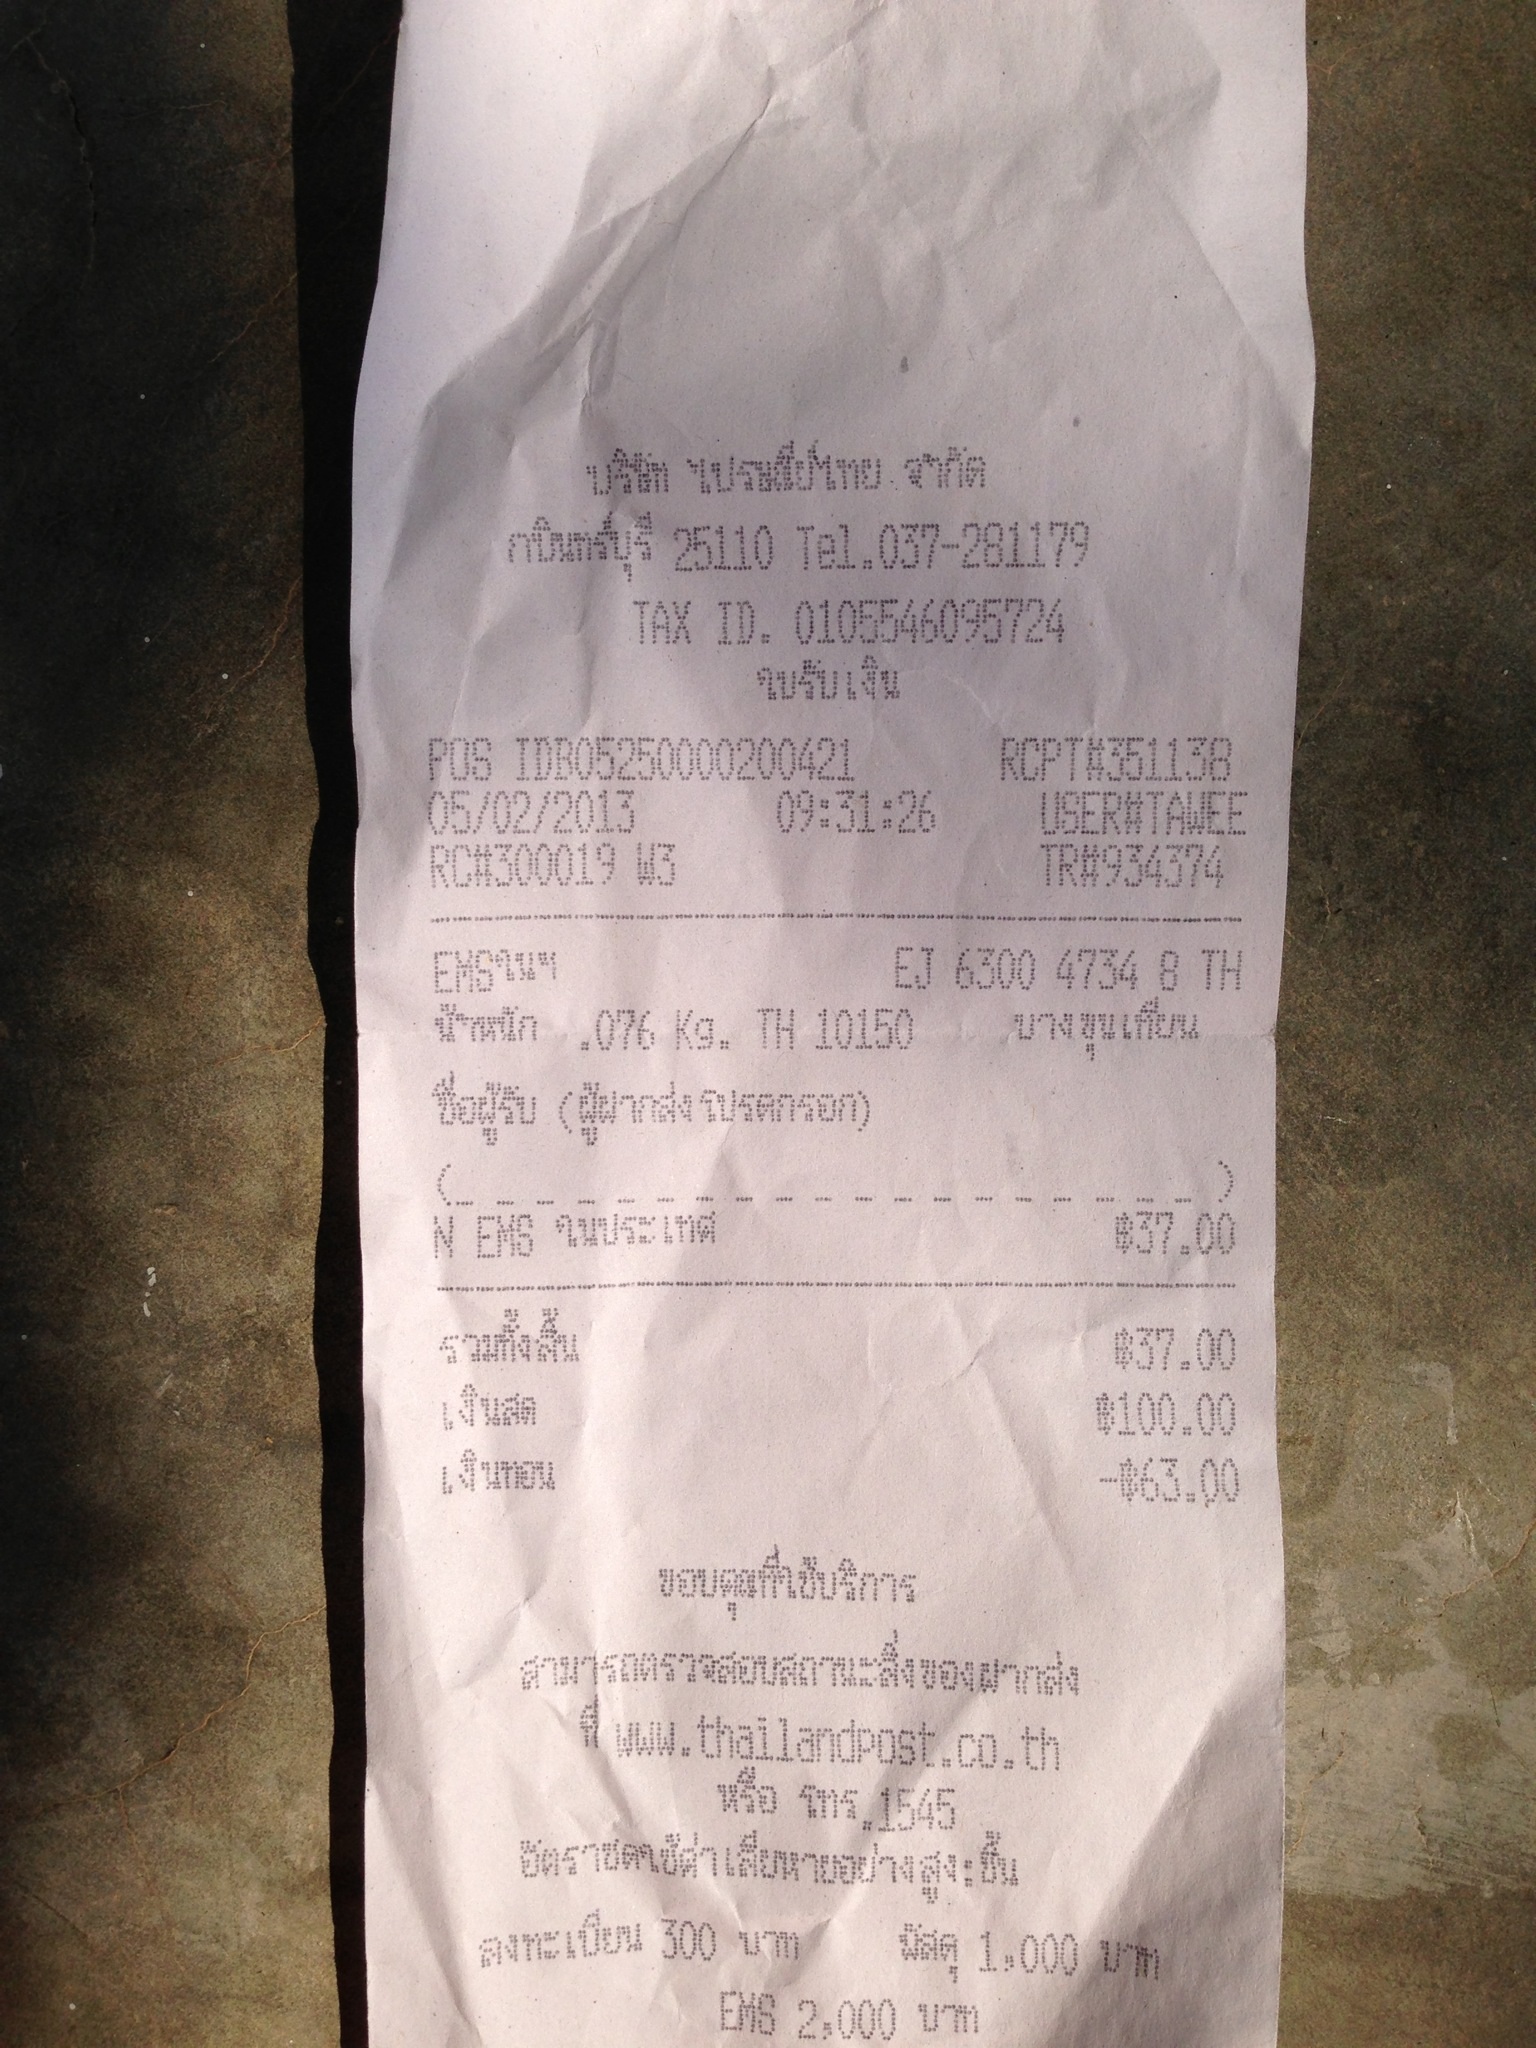 บริษัท ไปรษณีย์ไทย จำกัด
กบินทร์บุรี 25110 Tel.037-281179
TAX ID. 0105546095724
ใบรับเงิน
POS IDB05250000200421 RCPT#351138
05/02/2013 09:31:26 USER#TAWEE
RC#300019 W3 TR#934374
EMSในฯ EJ 6300 4734 8 TH
น้ำหนัก .076 Kg. TH 10150 บางขุนเทียน
ชื่อผู้รับ (ผู้ฝากส่งโปรดกรอก)
(_ _ _ _ _ _ _ _ _ _ _ _ _ _ _ _ _ _ _)
N EMS ในประเทศ ฿37.00
รวมทั้งสิ้น ฿37.00
เงินสด ฿100.00
เงินทอน -฿63.00
ขอบคุณที่ใช้บริการ
สามารถตรวจสอบสถานะสิ่งของฝากส่ง
ที่ www.thailandpost.co.th
หรือ โทร.1545
อัตราชดใช้ค่าเสียหายอย่างสูง:ชิ้น
ลงทะเบียน 300 บาท พัสดุ 1,000 บาท
EMS 2,000 บาท